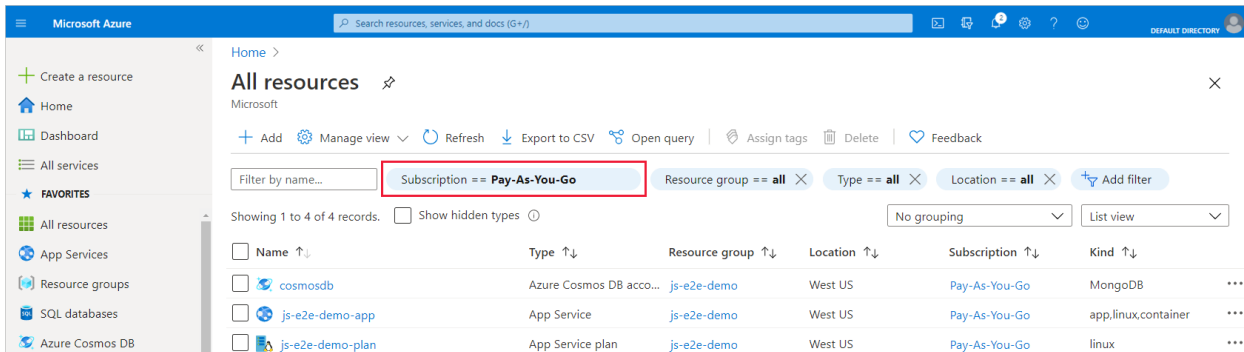 Microsoft Azure
Search resources, services, and docs (G+/)
2
DEFAULT DIRECTORY
Create a resource
Home
Dashboard
All services
FAVORITES
All resources
App Services
Resource groups
SQL databases
Azure Cosmos DB
Home >
All resources
Microsoft
Add Manage view Refresh Export to CSV Open query Assign tags Delete Feedback
Filter by name... Subscription == Pay-As-You-Go Resource group == all Type == all Location == all Add filter
Showing 1 to 4 of 4 records. Show hidden types No grouping List view
Name Type Resource group Location Subscription Kind
cosmosdb Azure Cosmos DB acco... js-e2e-demo West US Pay-As-You-Go MongoDB
js-e2e-demo-app App Service js-e2e-demo West US Pay-As-You-Go app,linux,container
js-e2e-demo-plan App Service plan js-e2e-demo West US Pay-As-You-Go linux